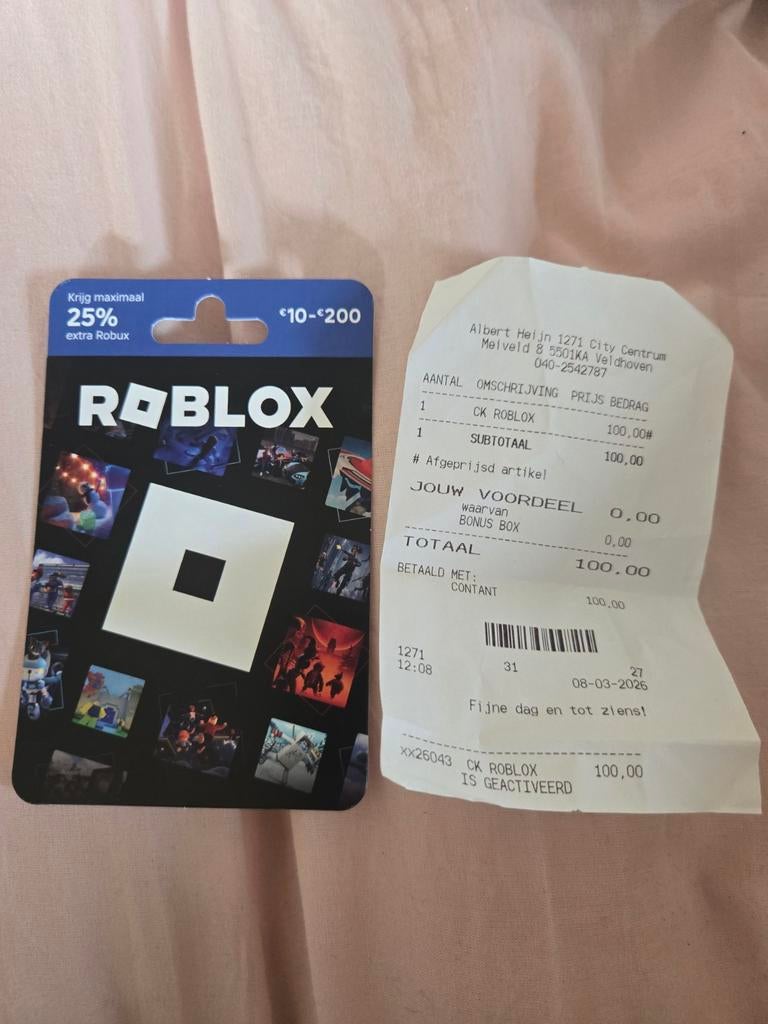 Krijg maximaal
25%
extra Robux
€10-€200
ROBLOX
Albert Heijn 1271 City Centrum
Meiveld 8 5501KA Veldhoven
040-2542787
AANTAL OMSCHRIJVING PRIJS BEDRAG
1 CK ROBLOX 100,00#
1 SUBTOTAAL 100,00
# Afgeprijsd artikel
JOUW VOORDEEL 0,00
waarvan
BONUS BOX 0,00
TOTAAL 100,00
BETAALD MET:
CONTANT 100,00
1271 31 27
12:08 08-03-2026
Fijne dag en tot ziens!
xx26043 CK ROBLOX 100,00
IS GEACTIVEERD